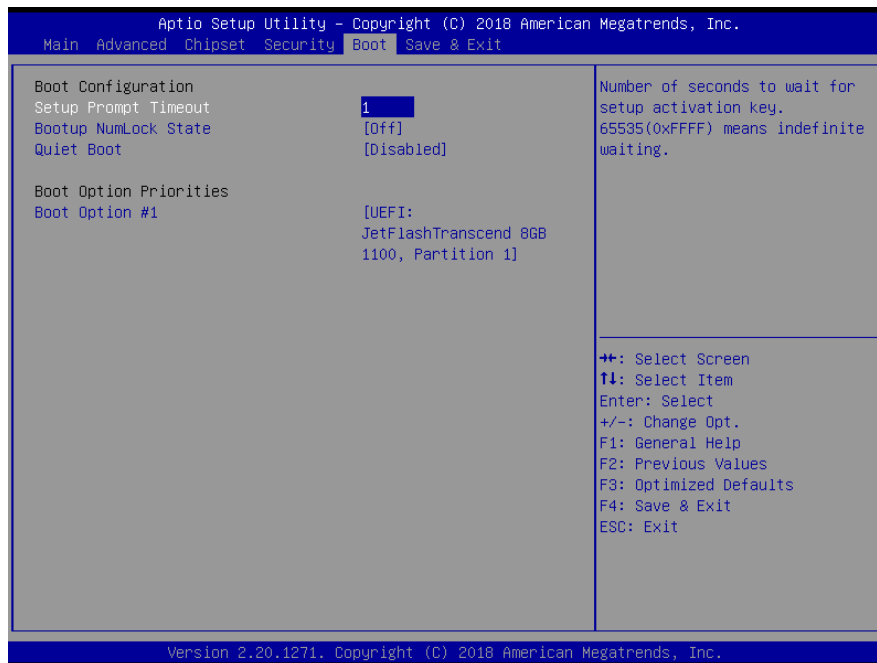 Aptio Setup Utility – Copyright (C) 2018 American Megatrends, Inc.
Main Advanced Chipset Security Boot Save & Exit
Boot Configuration
Setup Prompt Timeout 1
Bootup NumLock State [Off]
Quiet Boot [Disabled]
Boot Option Priorities
Boot Option #1 [UEFI:
JetFlashTranscend 8GB
1100, Partition 1]
Number of seconds to wait for
setup activation key.
65535(0xFFFF) means indefinite
waiting.
→←: Select Screen
↑↓: Select Item
Enter: Select
+/-: Change Opt.
F1: General Help
F2: Previous Values
F3: Optimized Defaults
F4: Save & Exit
ESC: Exit
Version 2.20.1271. Copyright (C) 2018 American Megatrends, Inc.